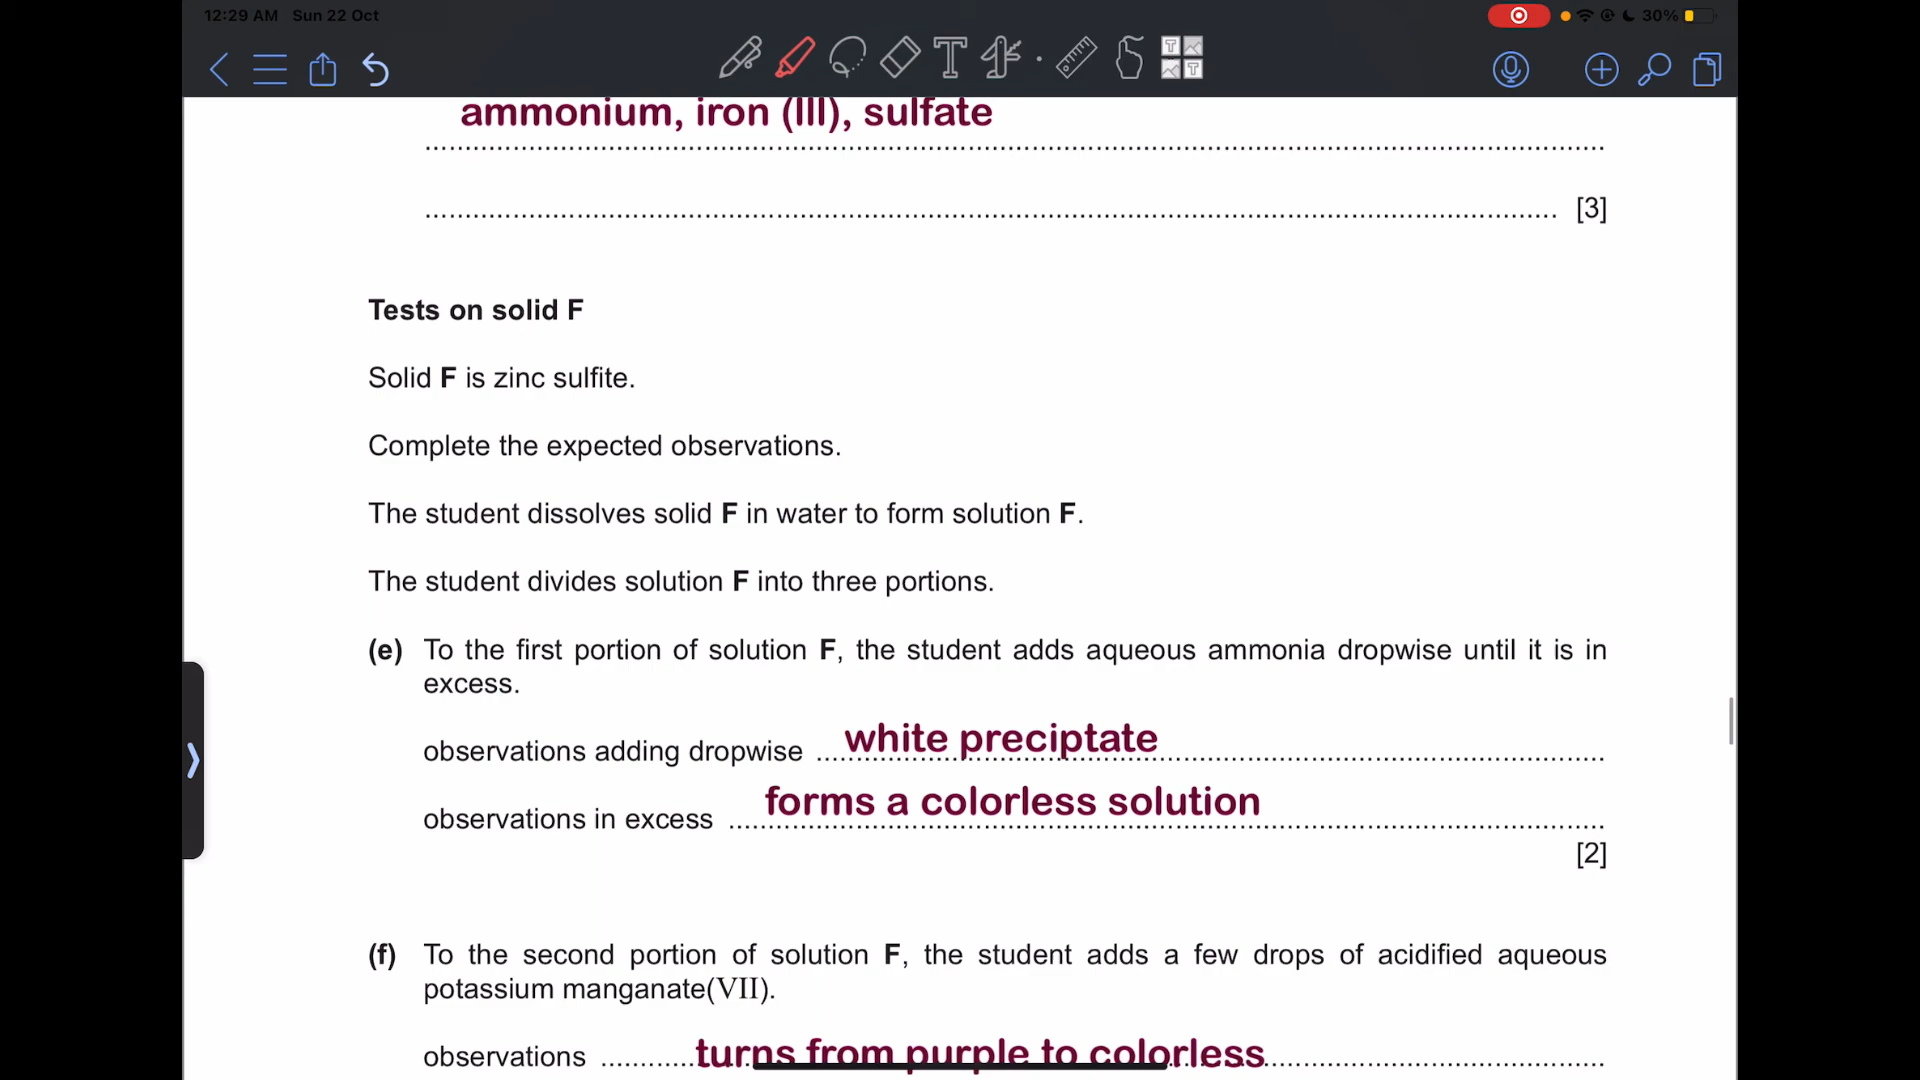 12:29 AM Sun 22 Oct
30%
ammonium, iron (III), sulfate
[3]
Tests on solid F
Solid F is zinc sulfite.
Complete the expected observations.
The student dissolves solid F in water to form solution F.
The student divides solution F into three portions.
(e) To the first portion of solution F, the student adds aqueous ammonia dropwise until it is in
excess.
observations adding dropwise white preciptate
observations in excess forms a colorless solution
[2]
(f) To the second portion of solution F, the student adds a few drops of acidified aqueous
potassium manganate(VII).
observations turns from purple to colorless